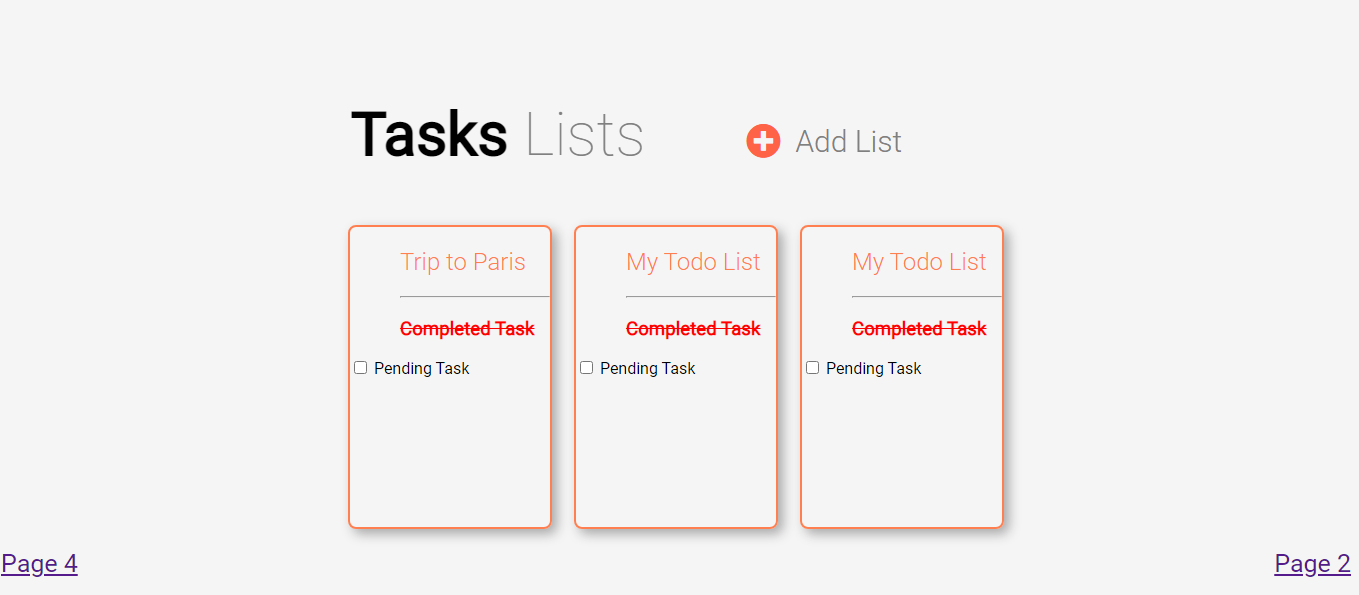 Tasks Lists
Add List
Trip to Paris
Completed Task
Pending Task
My Todo List
Completed Task
Pending Task
My Todo List
Completed Task
Pending Task
Page 4
Page 2